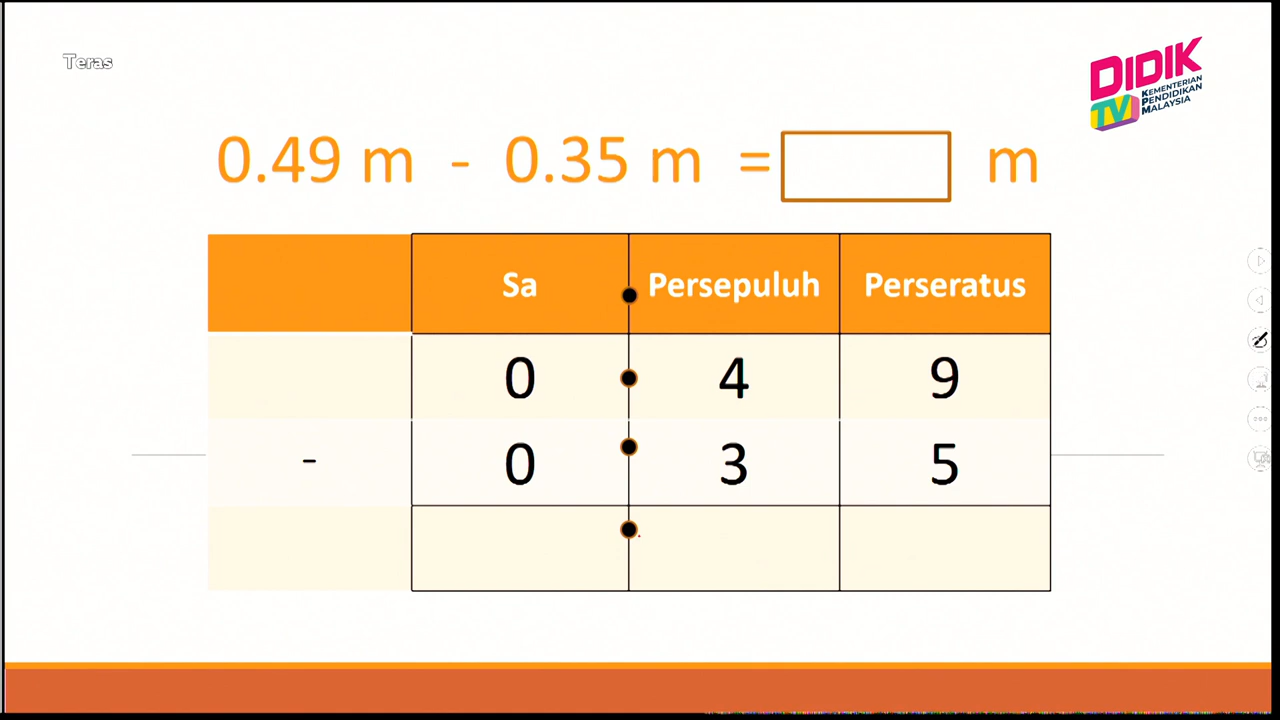 Teras
DIDIK
TV
KEMENTERIAN
PENDIDIKAN
MALAYSIA
0.49 m - 0.35 m = m
Sa Persepuluh Perseratus
0 4 9
- 0 3 5